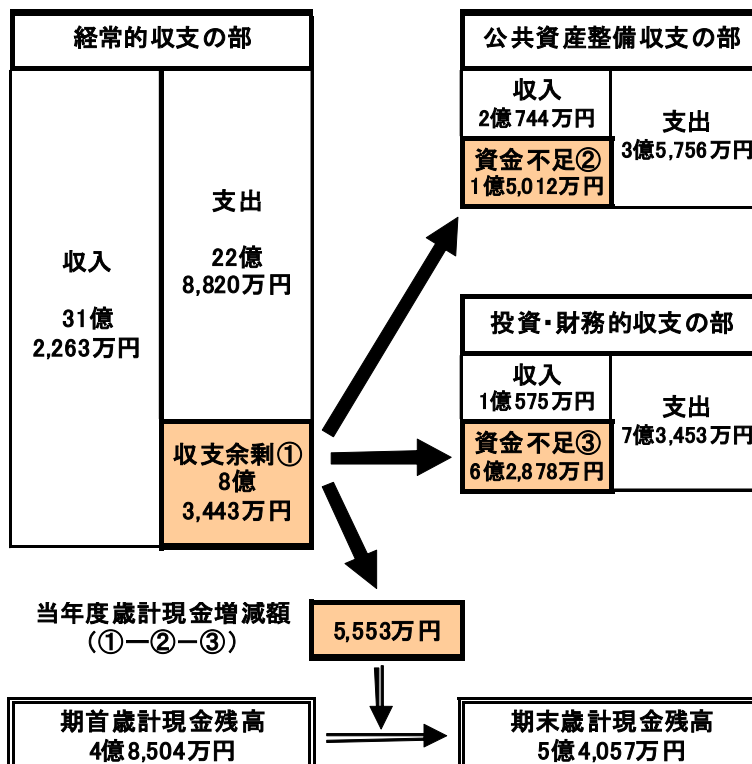 経常的収支の部
収入
31億
2,263万円
支出
22億
8,820万円
収支余剰①
8億
3,443万円
公共資産整備収支の部
収入
2億744万円
資金不足②
1億5,012万円
支出
3億5,756万円
投資・財務的収支の部
収入
1億575万円
資金不足③
6億2,878万円
支出
7億3,453万円
当年度歳計現金増減額
（①－②－③）
5,553万円
期首歳計現金残高
4億8,504万円
期末歳計現金残高
5億4,057万円